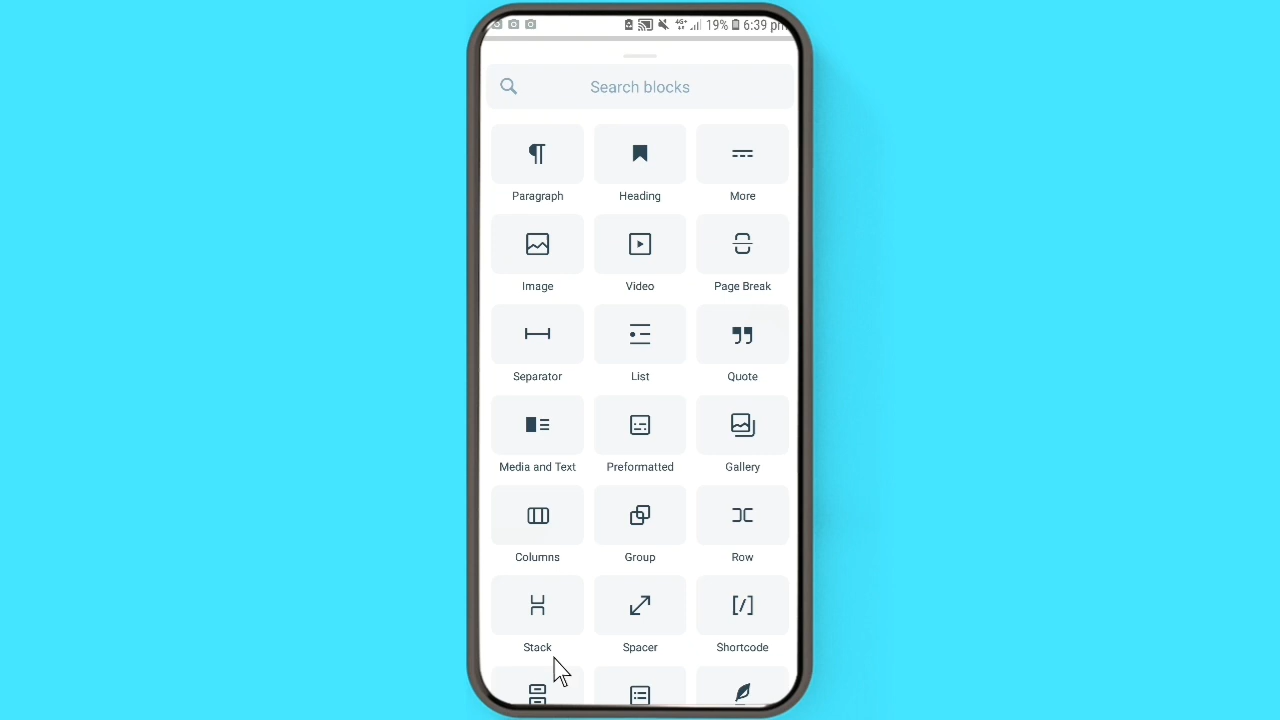 4G+ 19% 6:39 pm
Search blocks
Paragraph Heading More
Image Video Page Break
Separator List Quote
Media and Text Preformatted Gallery
Columns Group Row
Stack Spacer Shortcode